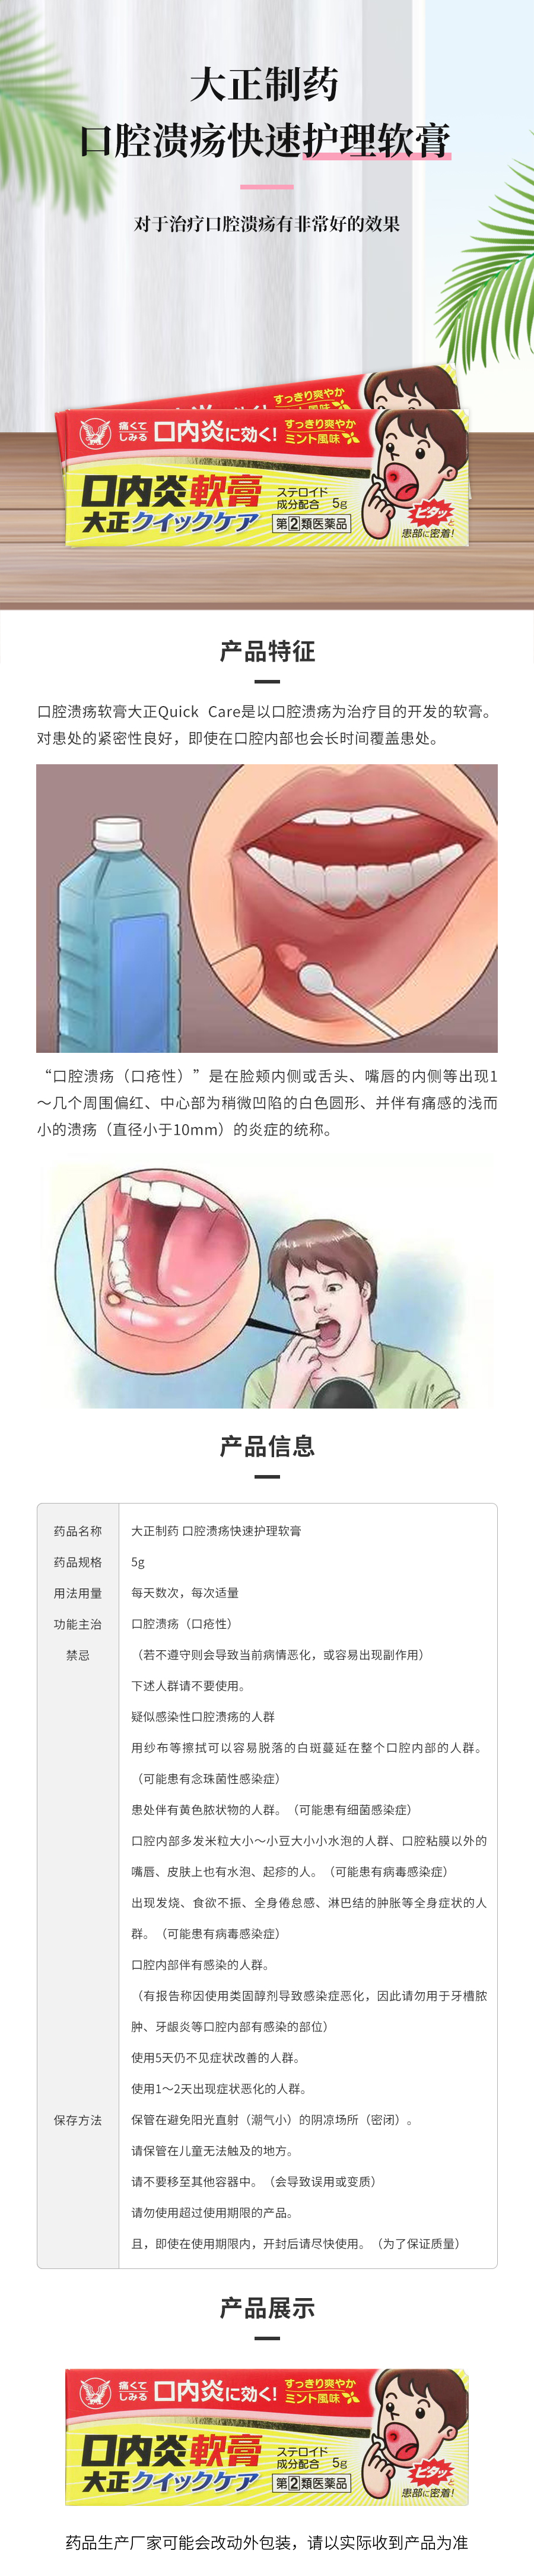 大正制药
口腔溃疡快速护理软膏
对于治疗口腔溃疡有非常好的效果
すっきり爽やか
ミント風味
痛くて
しみる
口内炎に効く!
すっきり爽やか
ミント風味
口内炎軟膏
大正クイックケア
ステロイド
成分配合 5g
第2類医薬品
ピタッと
患部に密着!
产品特征
口腔溃疡软膏大正Quick Care是以口腔溃疡为治疗目的开发的软膏。
对患处的紧密性良好，即使在口腔内部也会长时间覆盖患处。
“口腔溃疡（口疮性）”是在脸颊内侧或舌头、嘴唇的内侧等出现1
～几个周围偏红、中心部为稍微凹陷的白色圆形、并伴有痛感的浅而
小的溃疡（直径小于10mm）的炎症的统称。
产品信息
药品名称 大正制药 口腔溃疡快速护理软膏
药品规格 5g
用法用量 每天数次，每次适量
功能主治 口腔溃疡（口疮性）
禁忌 （若不遵守则会导致当前病情恶化，或容易出现副作用）
下述人群请不要使用。
疑似感染性口腔溃疡的人群
用纱布等擦拭可以容易脱落的白斑蔓延在整个口腔内部的人群。
（可能患有念珠菌性感染症）
患处伴有黄色脓状物的人群。（可能患有细菌感染症）
口腔内部多发米粒大小～小豆大小小水泡的人群、口腔粘膜以外的
嘴唇、皮肤上也有水泡、起疹的人。（可能患有病毒感染症）
出现发烧、食欲不振、全身倦怠感、淋巴结的肿胀等全身症状的人
群。（可能患有病毒感染症）
口腔内部伴有感染的人群。
（有报告称因使用类固醇剂导致感染症恶化，因此请勿用于牙槽脓
肿、牙龈炎等口腔内部有感染的部位）
使用5天仍不见症状改善的人群。
使用1～2天出现症状恶化的人群。
保存方法 保管在避免阳光直射（潮气小）的阴凉场所（密闭）。
请保管在儿童无法触及的地方。
请不要移至其他容器中。（会导致误用或变质）
请勿使用超过使用期限的产品。
且，即使在使用期限内，开封后请尽快使用。（为了保证质量）
产品展示
痛くて
しみる
口内炎に効く!
すっきり爽やか
ミント風味
口内炎軟膏
大正クイックケア
ステロイド
成分配合 5g
第2類医薬品
ピタッと
患部に密着!
药品生产厂家可能会改动外包装，请以实际收到产品为准